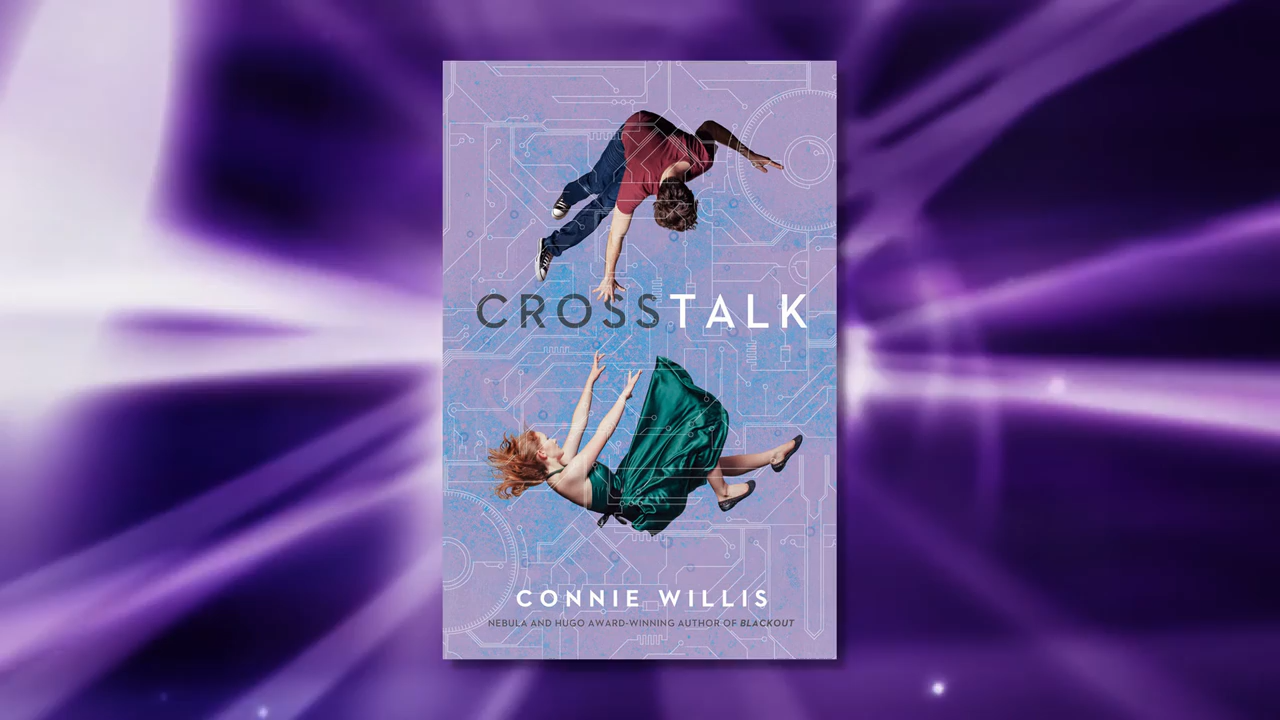 CROSSTALK
CONNIE WILLIS
NEBULA AND HUGO AWARD-WINNING AUTHOR OF BLACKOUT